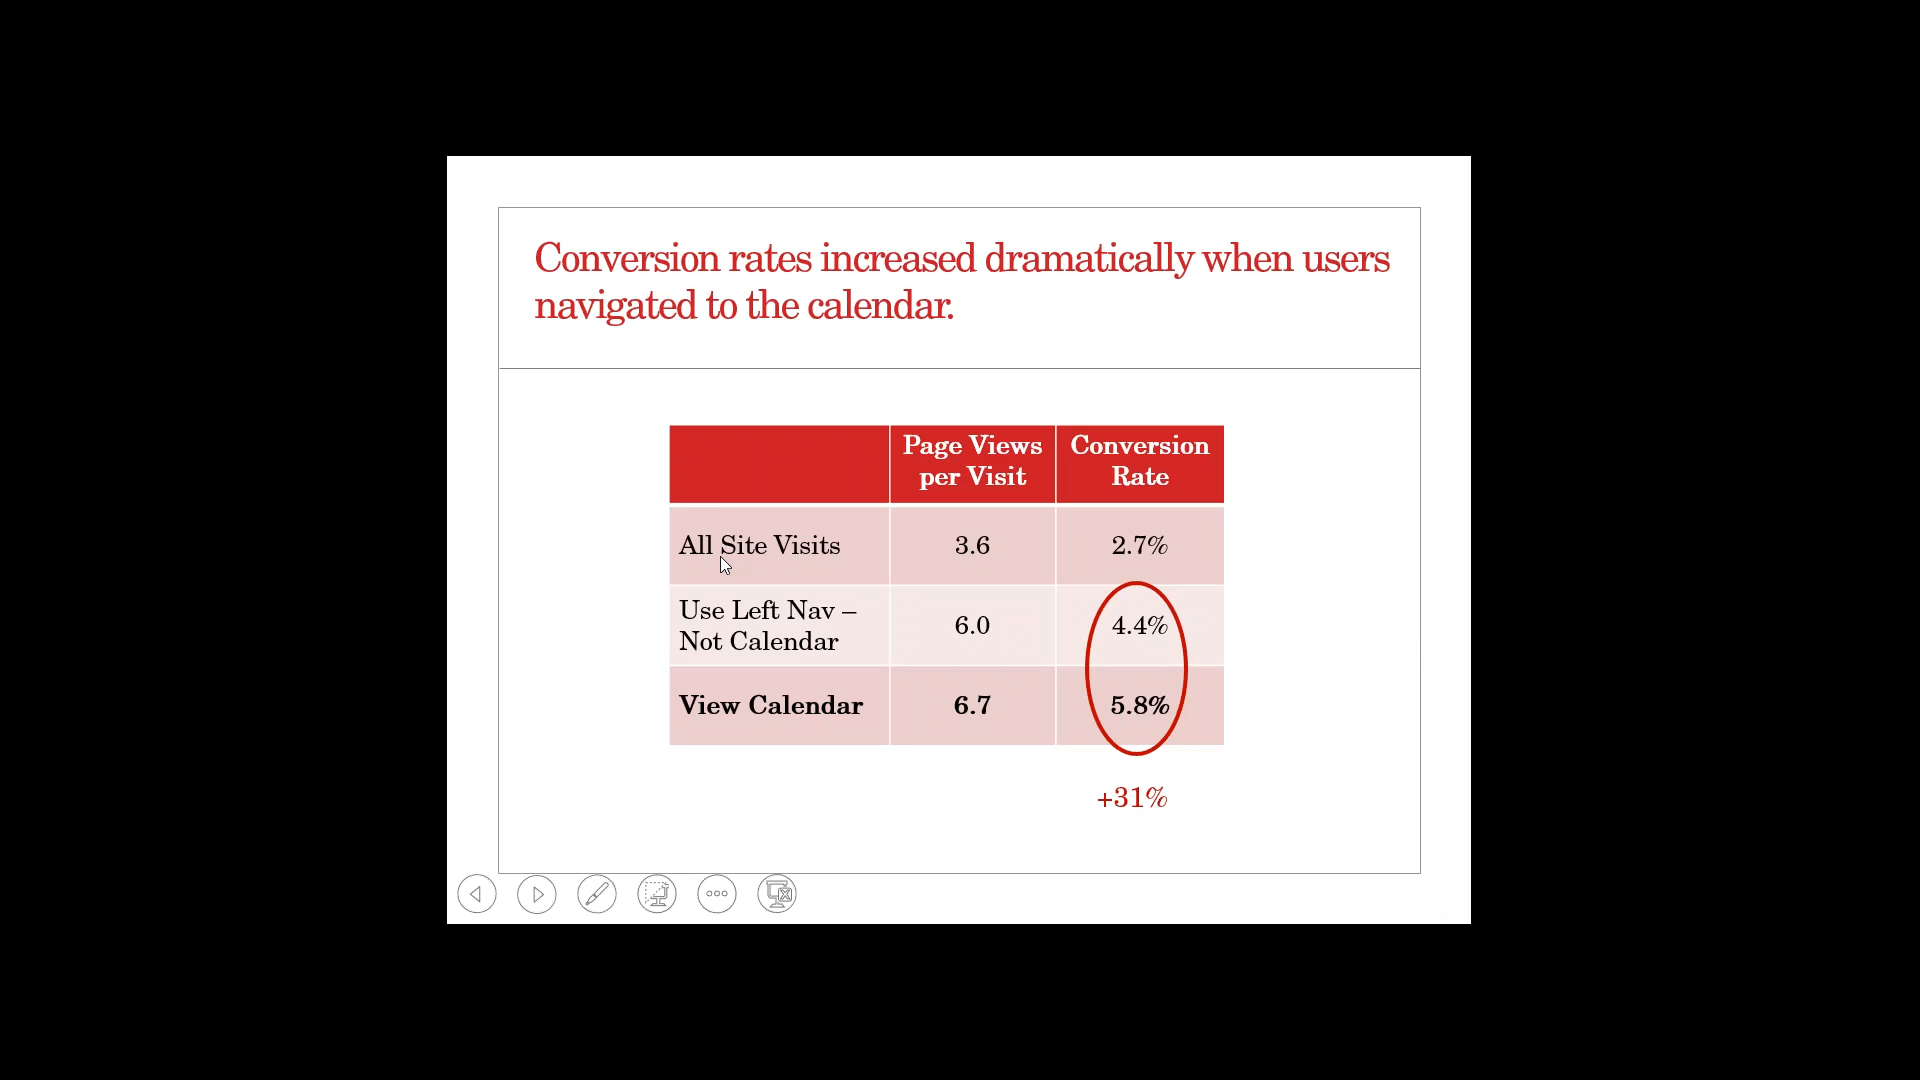 Conversion rates increased dramatically when users
navigated to the calendar.
Page Views
per Visit
Conversion
Rate
All Site Visits
3.6
2.7%
Use Left Nav –
Not Calendar
6.0
4.4%
View Calendar
6.7
5.8%
+31%